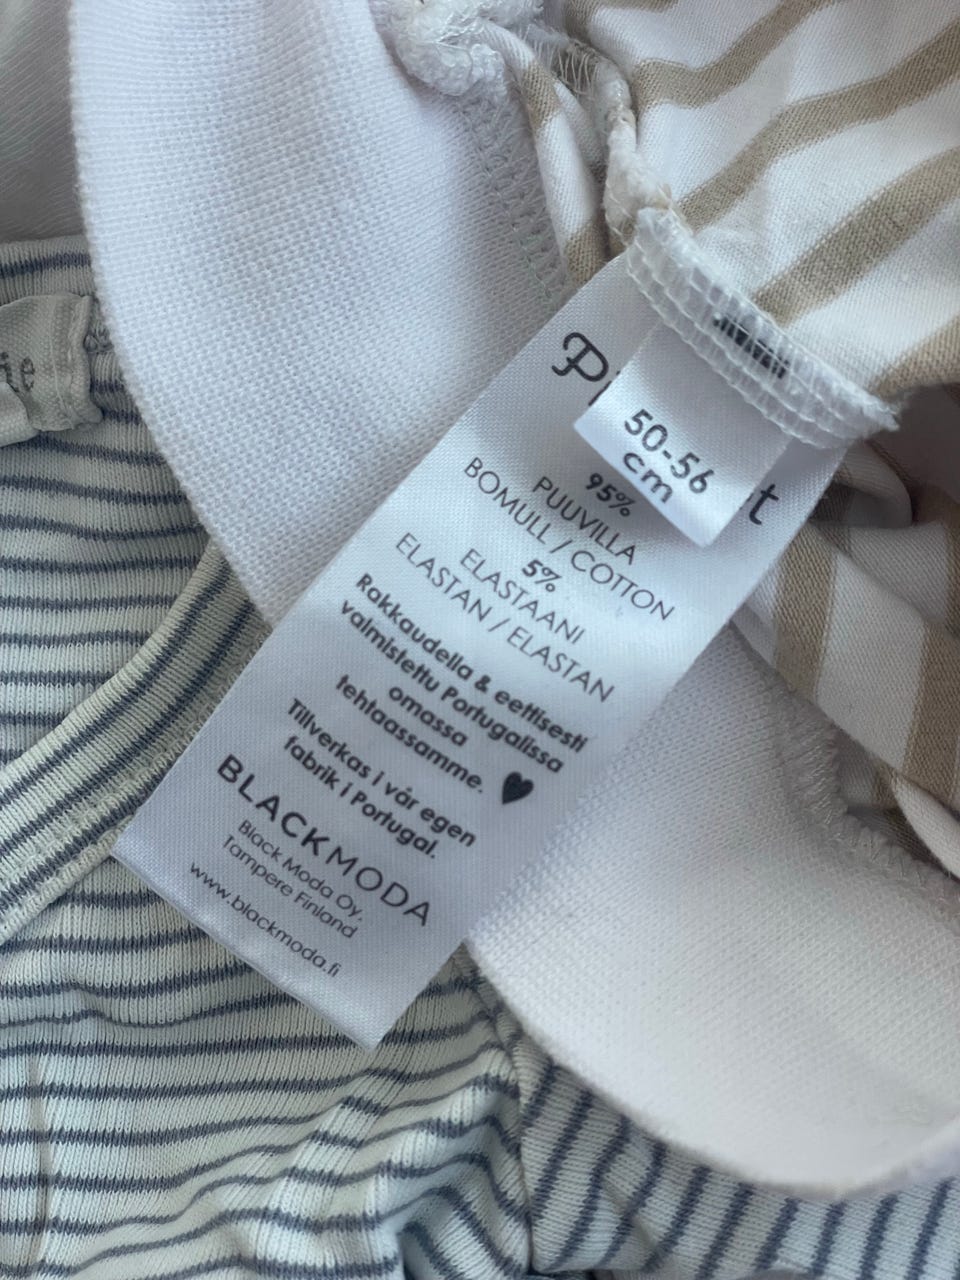 50-56
cm
95%
PUUVILLA
BOMULL / COTTON
5%
ELASTAANI
ELASTAN / ELASTAN
Rakkaudella & eettisesti
valmistettu Portugalissa
omassa
tehtaassamme.
Tillverkas i vår egen
fabrik i Portugal.
BLACKMODA
Black Moda Oy.
Tampere Finland
www.blackmoda.fi